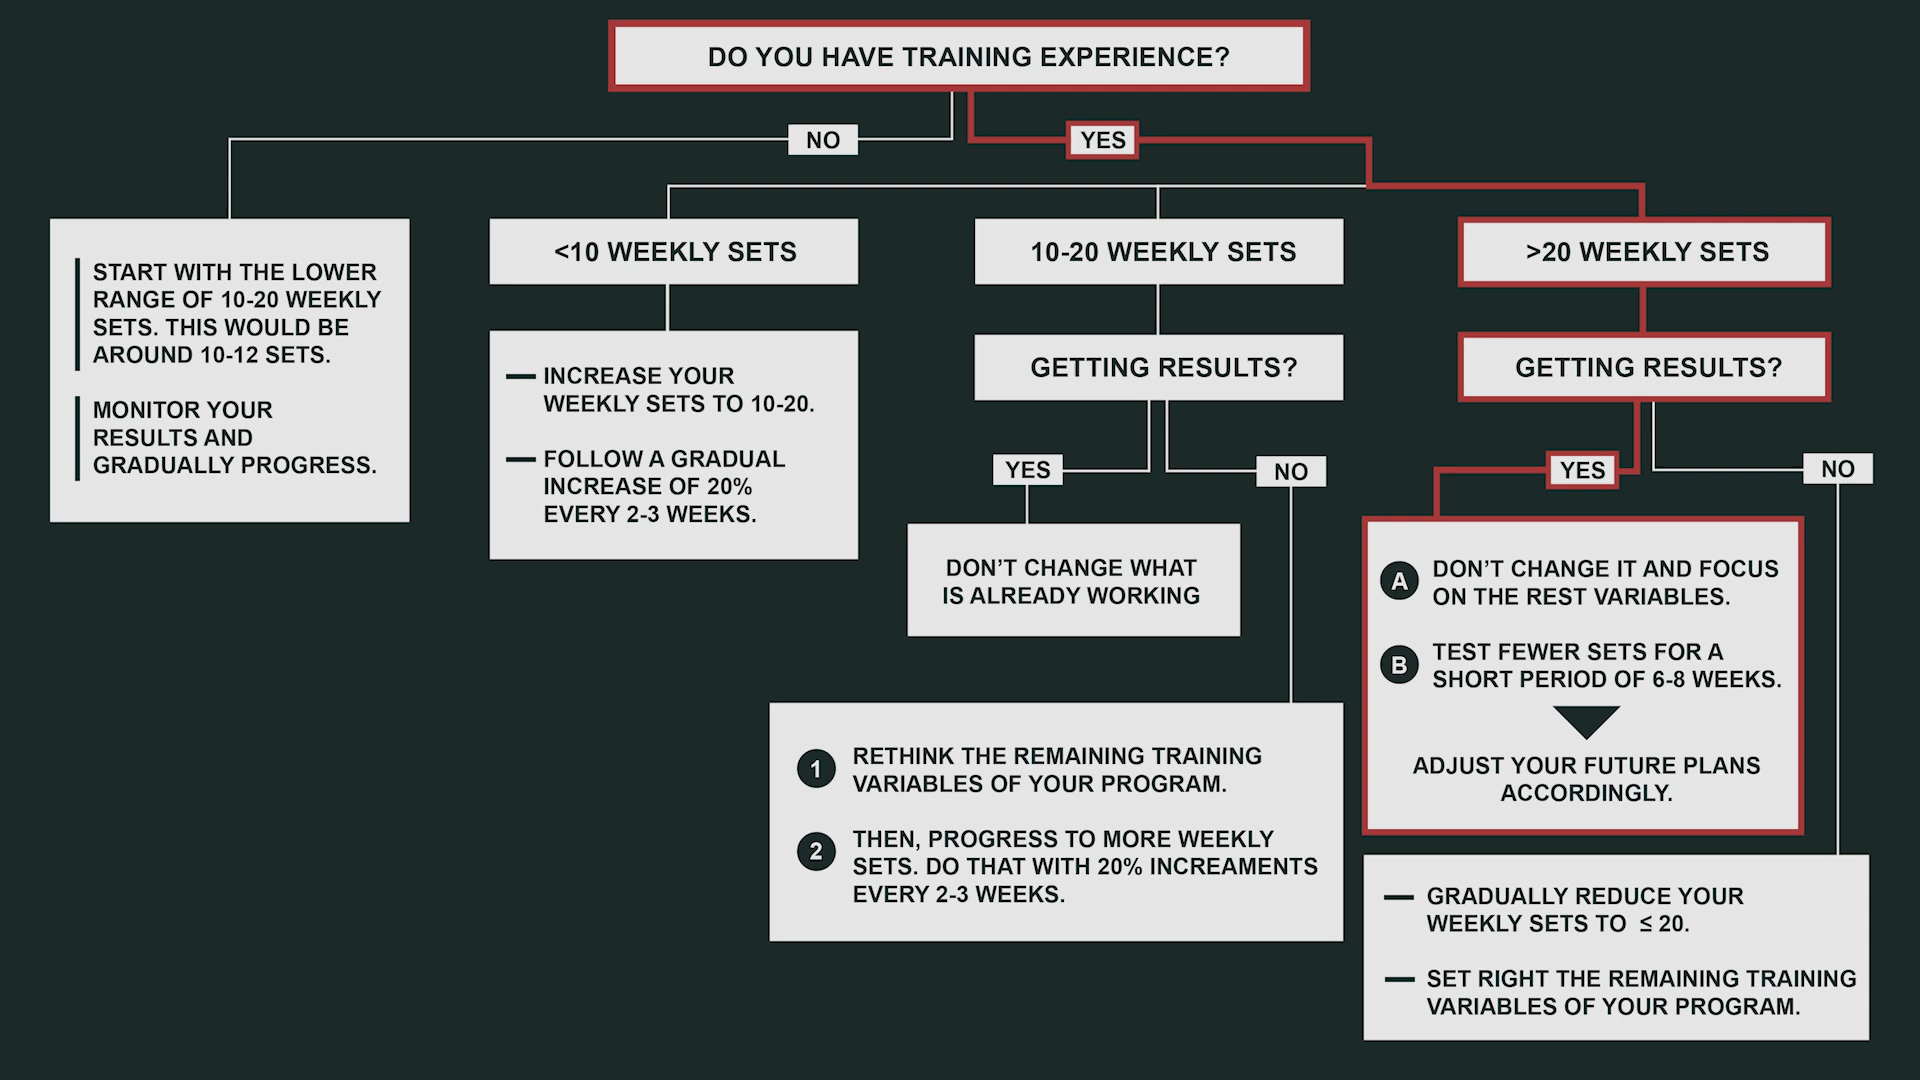 DO YOU HAVE TRAINING EXPERIENCE?
NO
YES
START WITH THE LOWER
RANGE OF 10-20 WEEKLY
SETS. THIS WOULD BE
AROUND 10-12 SETS.
MONITOR YOUR
RESULTS AND
GRADUALLY PROGRESS.
<10 WEEKLY SETS
INCREASE YOUR
WEEKLY SETS TO 10-20.
FOLLOW A GRADUAL
INCREASE OF 20%
EVERY 2-3 WEEKS.
10-20 WEEKLY SETS
GETTING RESULTS?
YES
NO
DON'T CHANGE WHAT
IS ALREADY WORKING
1 RETHINK THE REMAINING TRAINING
VARIABLES OF YOUR PROGRAM.
2 THEN, PROGRESS TO MORE WEEKLY
SETS. DO THAT WITH 20% INCREAMENTS
EVERY 2-3 WEEKS.
>20 WEEKLY SETS
GETTING RESULTS?
YES
NO
A DON'T CHANGE IT AND FOCUS
ON THE REST VARIABLES.
B TEST FEWER SETS FOR A
SHORT PERIOD OF 6-8 WEEKS.
ADJUST YOUR FUTURE PLANS
ACCORDINGLY.
GRADUALLY REDUCE YOUR
WEEKLY SETS TO ≤ 20.
SET RIGHT THE REMAINING TRAINING
VARIABLES OF YOUR PROGRAM.